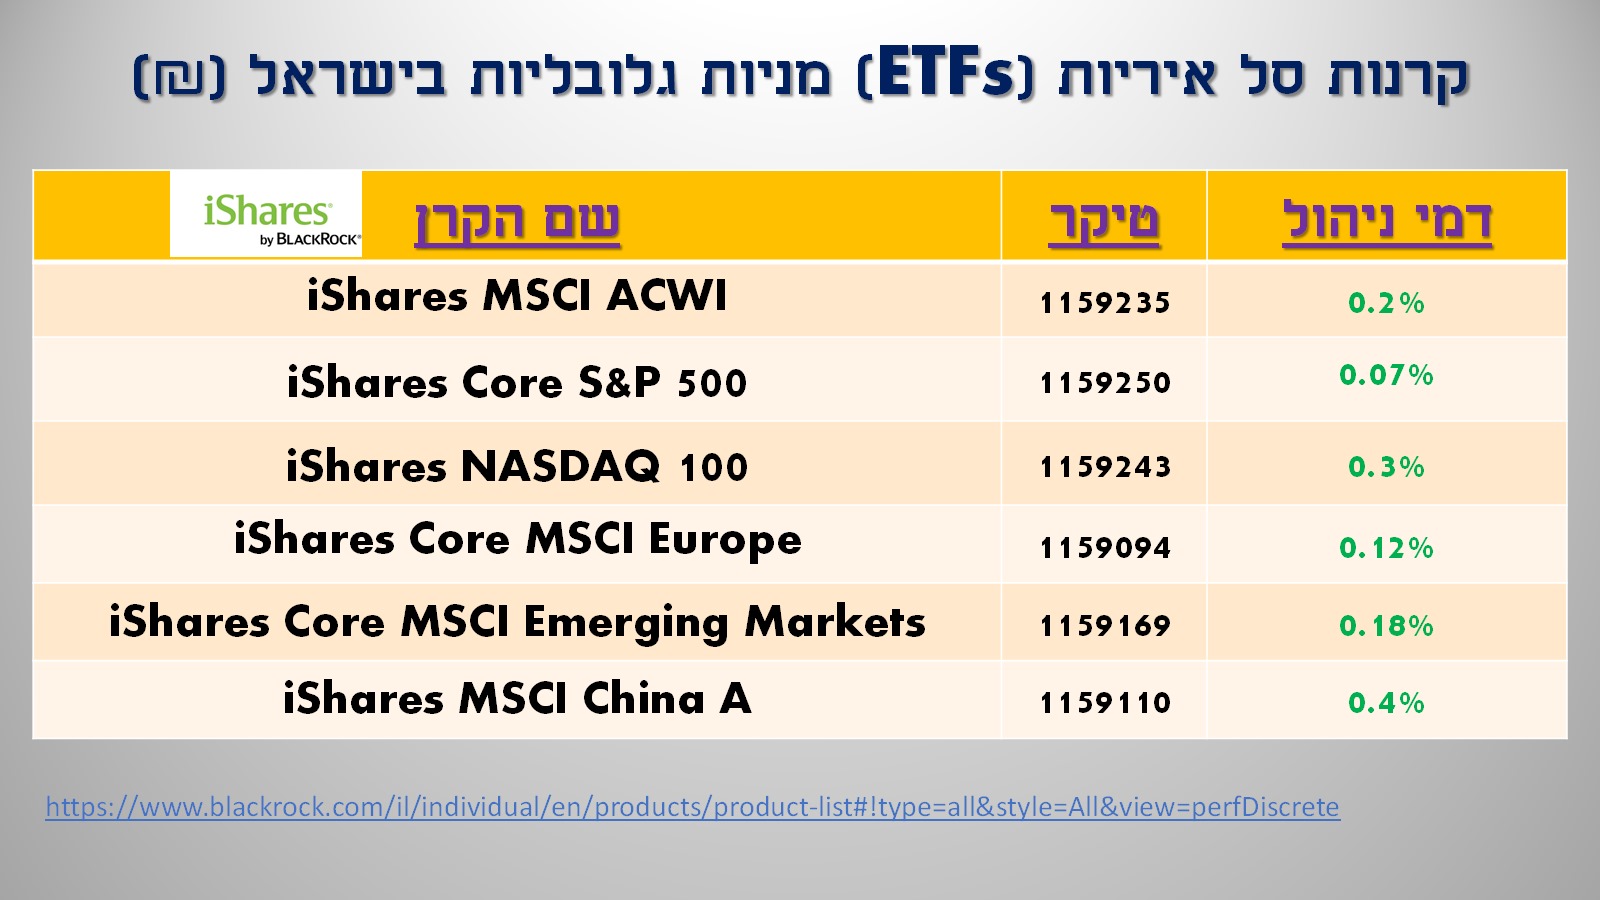 קרנות סל איריות (ETFs) מניות גלובליות בישראל (₪)
iShares®
by BLACKROCK®
שם הקרן טיקר דמי ניהול
iShares MSCI ACWI 1159235 0.2%
iShares Core S&P 500 1159250 0.07%
iShares NASDAQ 100 1159243 0.3%
iShares Core MSCI Europe 1159094 0.12%
iShares Core MSCI Emerging Markets 1159169 0.18%
iShares MSCI China A 1159110 0.4%
https://www.blackrock.com/il/individual/en/products/product-list#!type=all&style=All&view=perfDiscrete